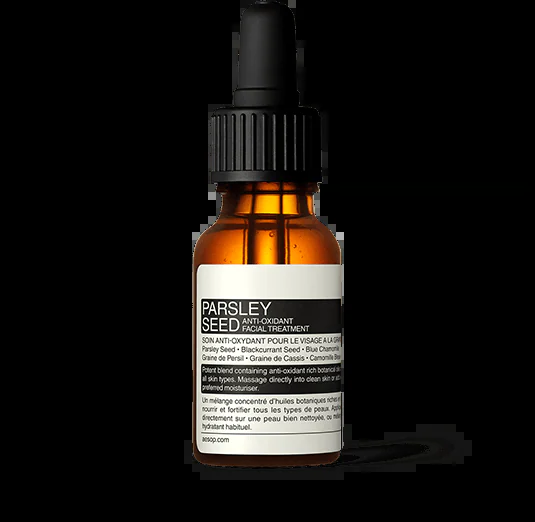 PARSLEY
SEED ANTI-OXIDANT
FACIAL TREATMENT
SOIN ANTI-OXYDANT POUR LE VISAGE A LA
Parsley Seed • Blackcurrant Seed • Blue
Graine de Persil • Graine de Cassis • Camomille
Potent blend containing anti-oxidant rich botanical
all skin types. Massage directly into clean skin or
preferred moisturiser.
Un mélange concentré d'huiles botaniques riches
nourrir et fortifier tous les types de peaux.
directement sur une peau bien nettoyée, ou
hydratant habituel.
aesop.com